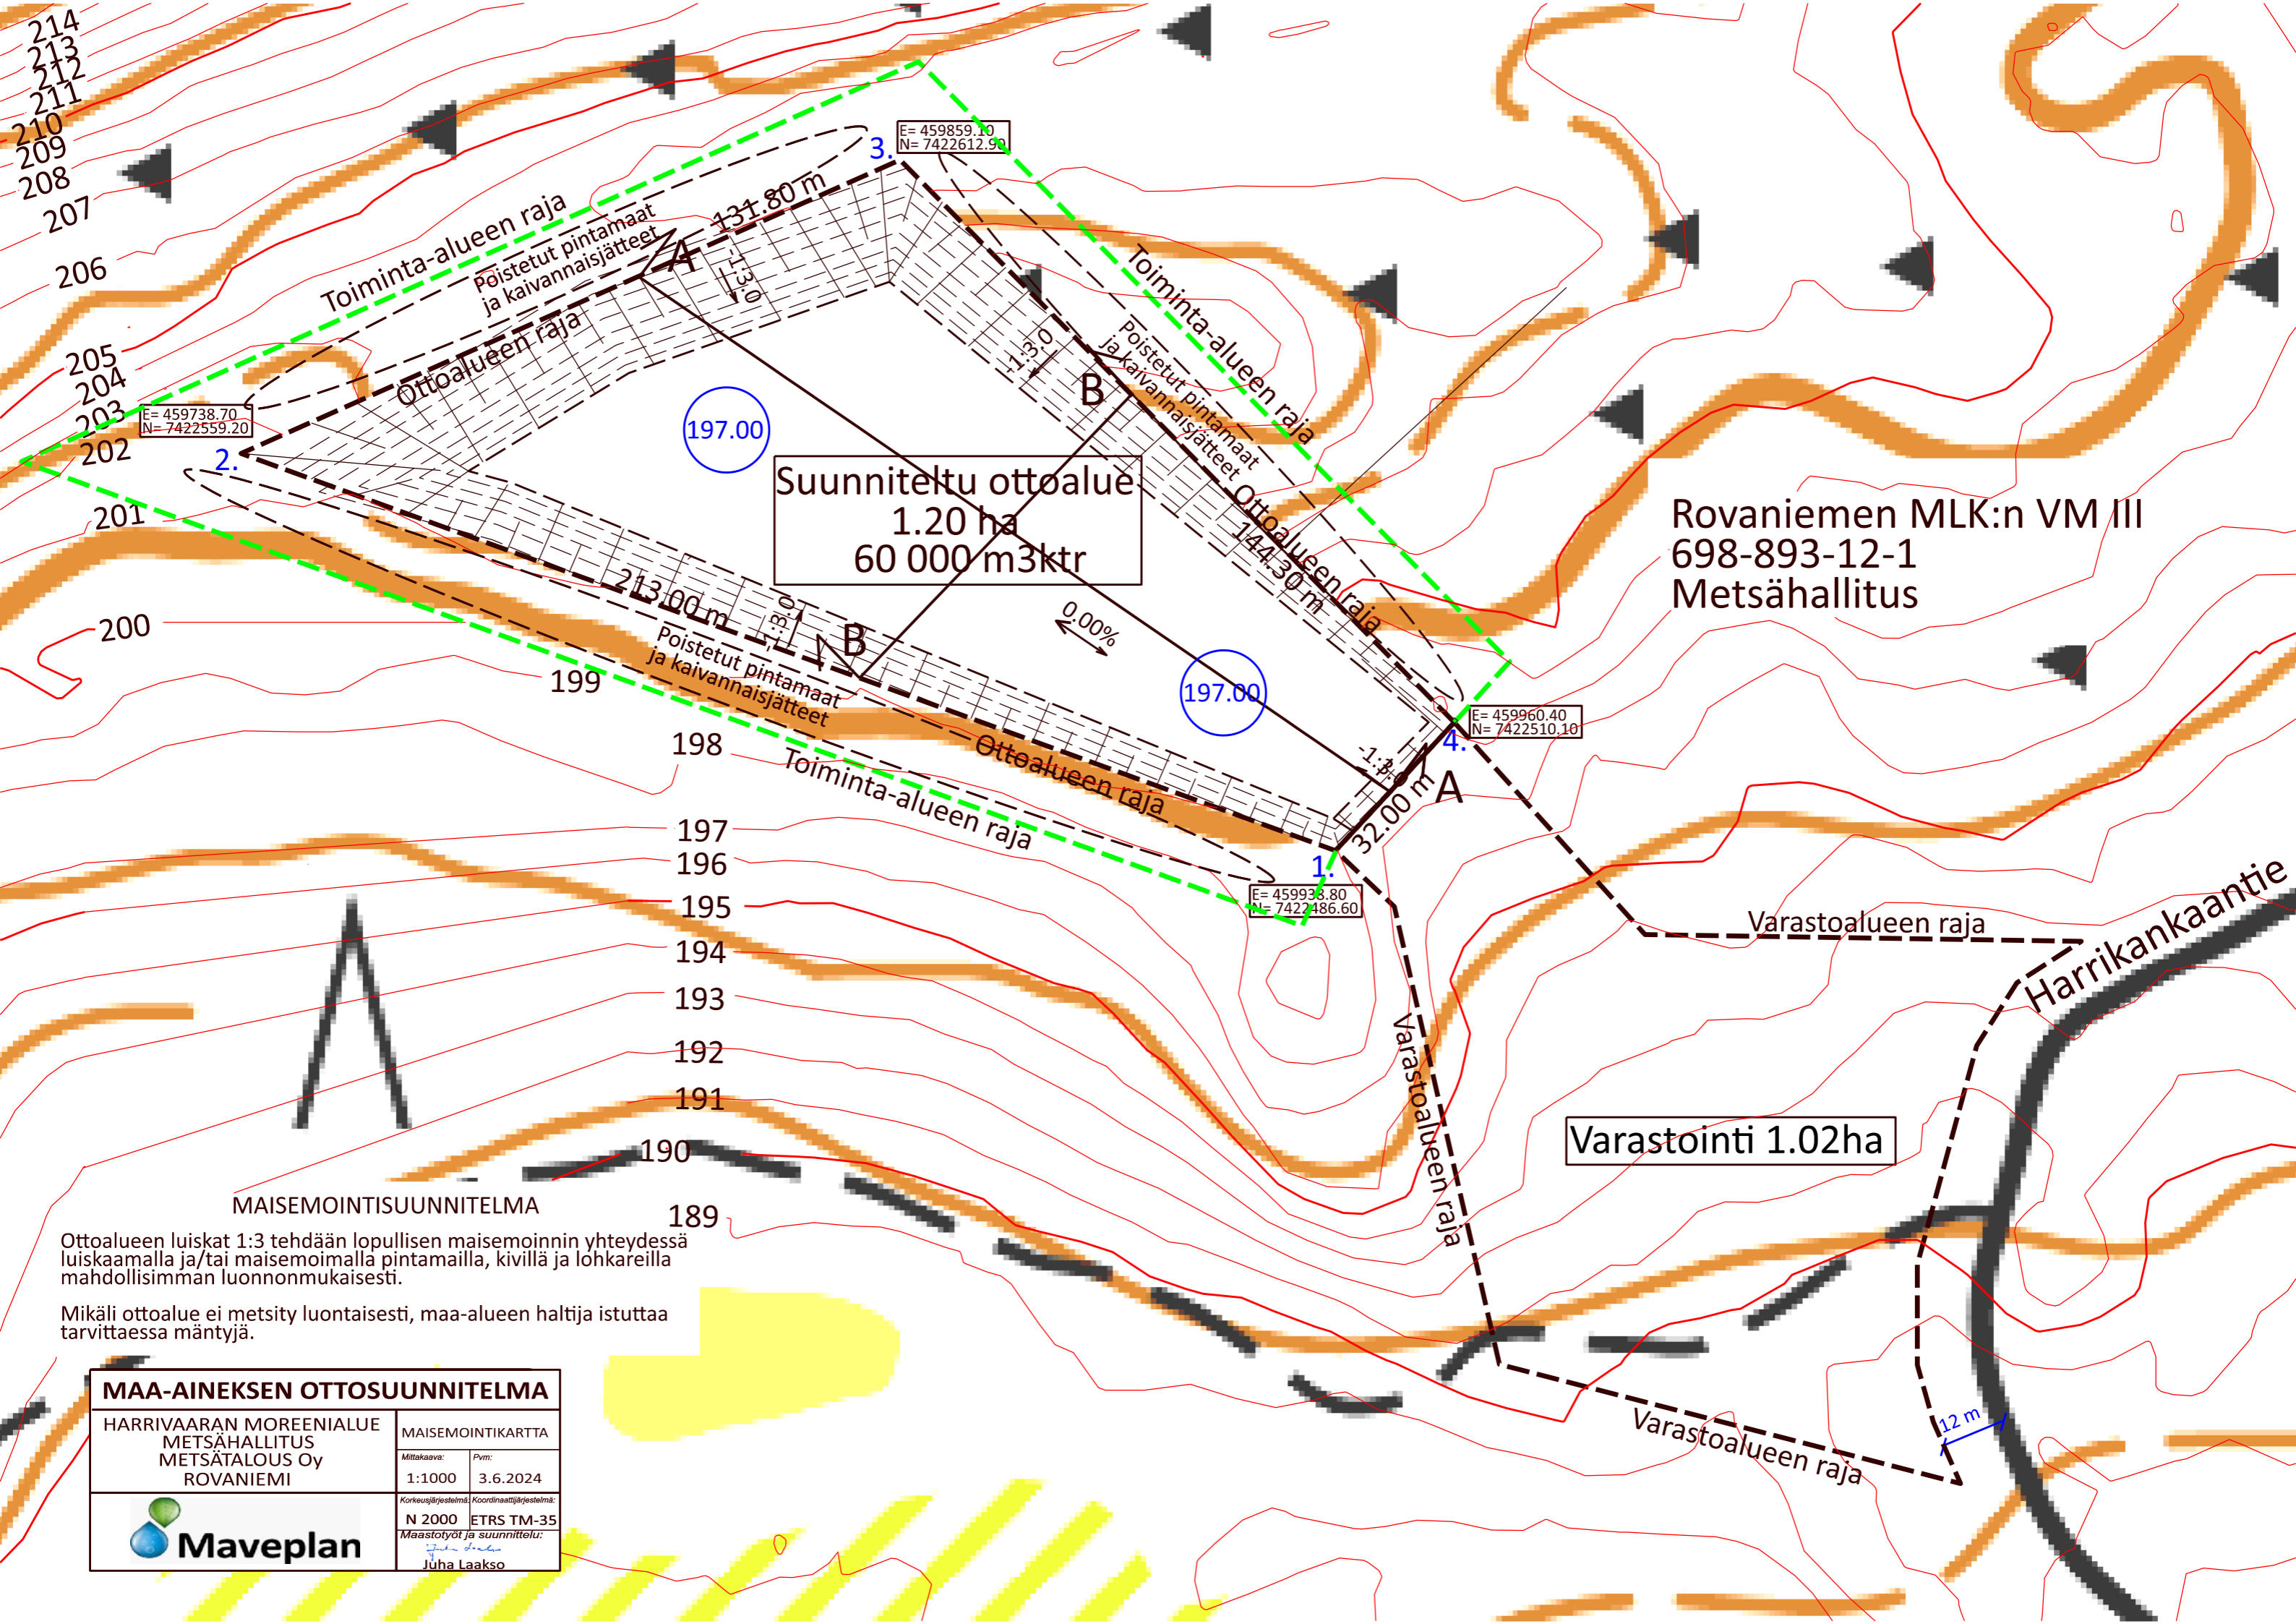 214
213
212
211
210
209
208
207
206
205
204
203
202
201
200
199
198
197
196
195
194
193
192
191
190
189
E= 459859.10
N= 7422612.90
3.
131.80 m
Toiminta-alueen raja
Poistetut pintamaat
ja kaivannaisjätteet
A
-1:3.0
Ottoalueen raja
E= 459738.70
N= 7422559.20
2.
197.00
Toiminta-alueen raja
-1:3.0
B
Poistetut pintamaat
ja kaivannaisjätteet
Suunniteltu ottoalue
1.20 ha
60 000 m3ktr
Ottoalueen raja
144.30 m
Rovaniemen MLK:n VM III
698-893-12-1
Metsähallitus
213.00 m
-1:3.0
B
0.00%
197.00
Poistetut pintamaat
ja kaivannaisjätteet
Ottoalueen raja
Toiminta-alueen raja
E= 459960.40
N= 7422510.10
4.
-1:3.0
A
32.00 m
1.
E= 459938.80
N= 7422486.60
Varastoalueen raja
Harrikankaantie
Varastoalueen raja
Varastointi 1.02ha
Varastoalueen raja
12 m
MAISEMOINTISUUNNITELMA
Ottoalueen luiskat 1:3 tehdään lopullisen maisemoinnin yhteydessä
luiskaamalla ja/tai maisemoimalla pintamailla, kivillä ja lohkareilla
mahdollisimman luonnonmukaisesti.
Mikäli ottoalue ei metsity luontaisesti, maa-alueen haltija istuttaa
tarvittaessa mäntyjä.
MAA-AINEKSEN OTTOSUUNNITELMA
HARRIVAARAN MOREENIALUE
METSÄHALLITUS
METSÄTALOUS Oy
ROVANIEMI
MAISEMOINTIKARTTA
Mittakaava: Pvm:
1:1000 3.6.2024
Korkeusjärjestelmä: Koordinaattijärjestelmä:
N 2000 ETRS TM-35
Maastotyöt ja suunnittelu:
Juha Laakso
Juha Laakso
Maveplan